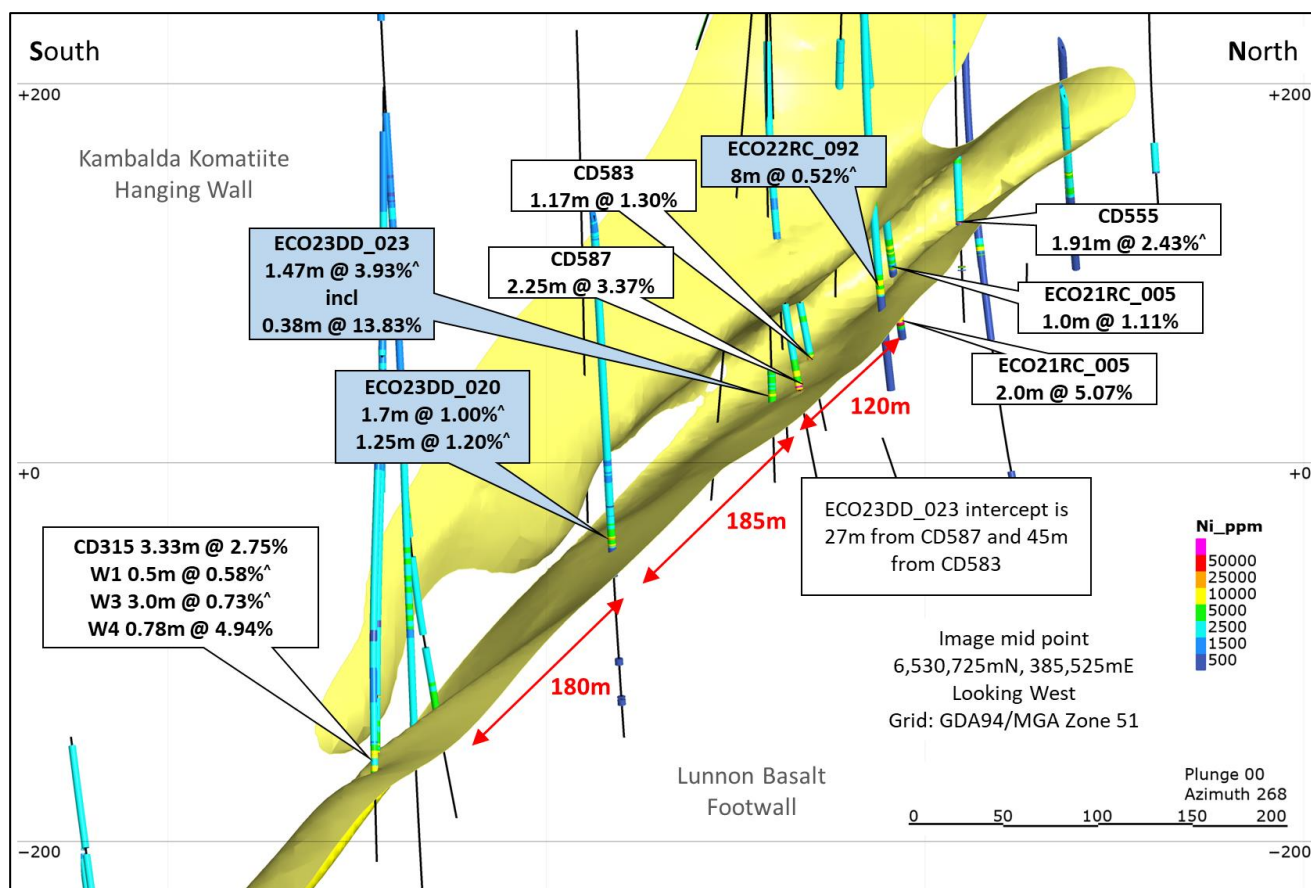 South
North
+200
+200
Kambalda Komatiite
Hanging Wall
ECO22RC_092
8m @ 0.52%^
CD583
1.17m @ 1.30%
CD555
1.91m @ 2.43%^
ECO23DD_023
1.47m @ 3.93%^
incl
0.38m @ 13.83%
CD587
2.25m @ 3.37%
ECO21RC_005
1.0m @ 1.11%
ECO21RC_005
2.0m @ 5.07%
ECO23DD_020
1.7m @ 1.00%^
1.25m @ 1.20%^
120m
+0
+0
185m
ECO23DD_023 intercept is
27m from CD587 and 45m
from CD583
Ni_ppm
50000
25000
10000
5000
2500
1500
500
CD315 3.33m @ 2.75%
W1 0.5m @ 0.58%^
W3 3.0m @ 0.73%^
W4 0.78m @ 4.94%
180m
Image mid point
6,530,725mN, 385,525mE
Looking West
Grid: GDA94/MGA Zone 51
Lunnon Basalt
Footwall
Plunge 00
Azimuth 268
0 50 100 150 200
−200
−200